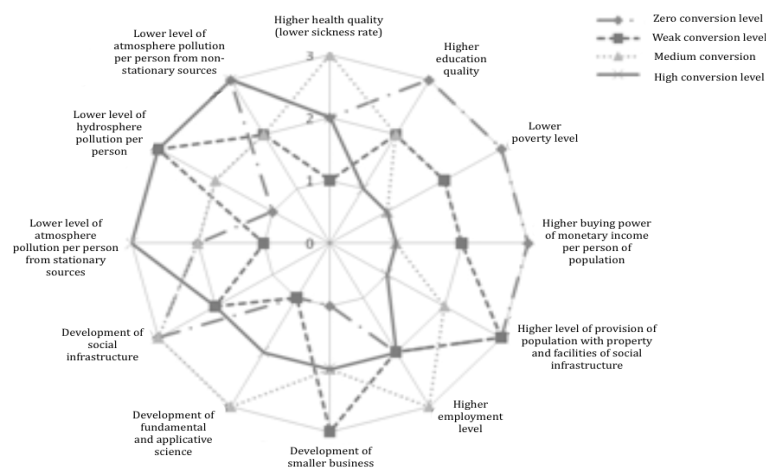 Lower level of
atmosphere pollution
per person from non-
stationary sources
Higher health quality
(lower sickness rate)
Higher
education
quality
Zero conversion level
Weak conversion level
Medium conversion
High conversion level
Lower level of
hydrosphere
pollution per
person
Lower
poverty level
3
2
1
0
Lower level of
atmosphere
pollution per person
from stationary
sources
Higher buying power
of monetary income
per person of
population
Development of
social
infrastructure
Higher level of provision of
population with property
and facilities of social
infrastructure
Development of
fundamental
and applicative
science
Development of
smaller business
Higher
employment
level